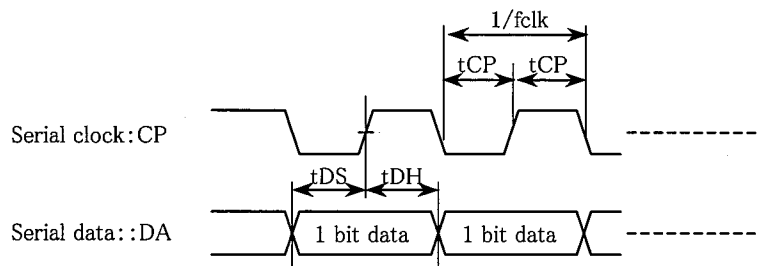 1/fclk
tCP tCP
Serial clock:CP
tDS tDH
Serial data::DA 1 bit data 1 bit data